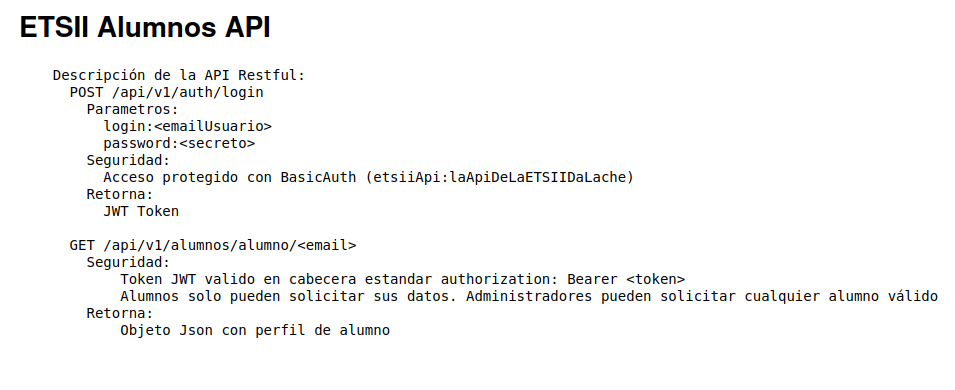 ETSII Alumnos API
Descripción de la API Restful:
POST /api/v1/auth/login
Parametros:
login:<emailUsuario>
password:<secreto>
Seguridad:
Acceso protegido con BasicAuth (etsiiApi:laApiDeLaETSIIDaLache)
Retorna:
JWT Token
GET /api/v1/alumnos/alumno/<email>
Seguridad:
Token JWT valido en cabecera estandar authorization: Bearer <token>
Alumnos solo pueden solicitar sus datos. Administradores pueden solicitar cualquier alumno válido
Retorna:
Objeto Json con perfil de alumno